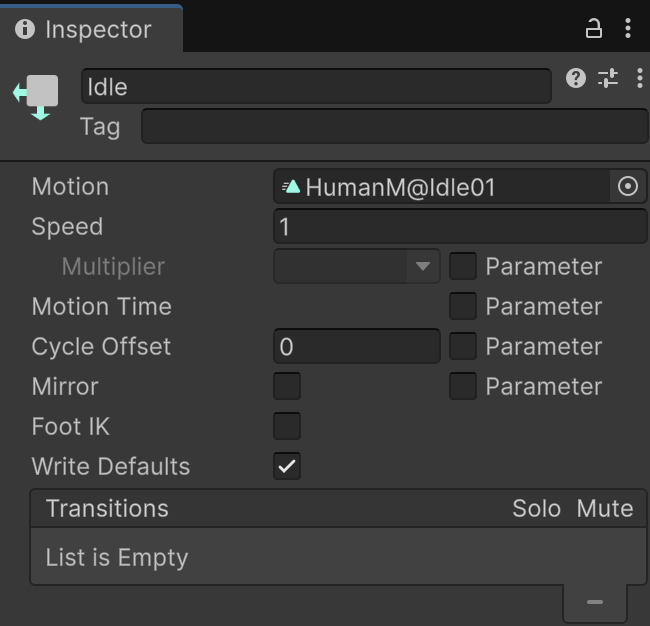 Inspector
Idle
Tag
Motion HumanM@Idle01
Speed 1
Multiplier Parameter
Motion Time Parameter
Cycle Offset 0 Parameter
Mirror Parameter
Foot IK
Write Defaults
Transitions Solo Mute
List is Empty